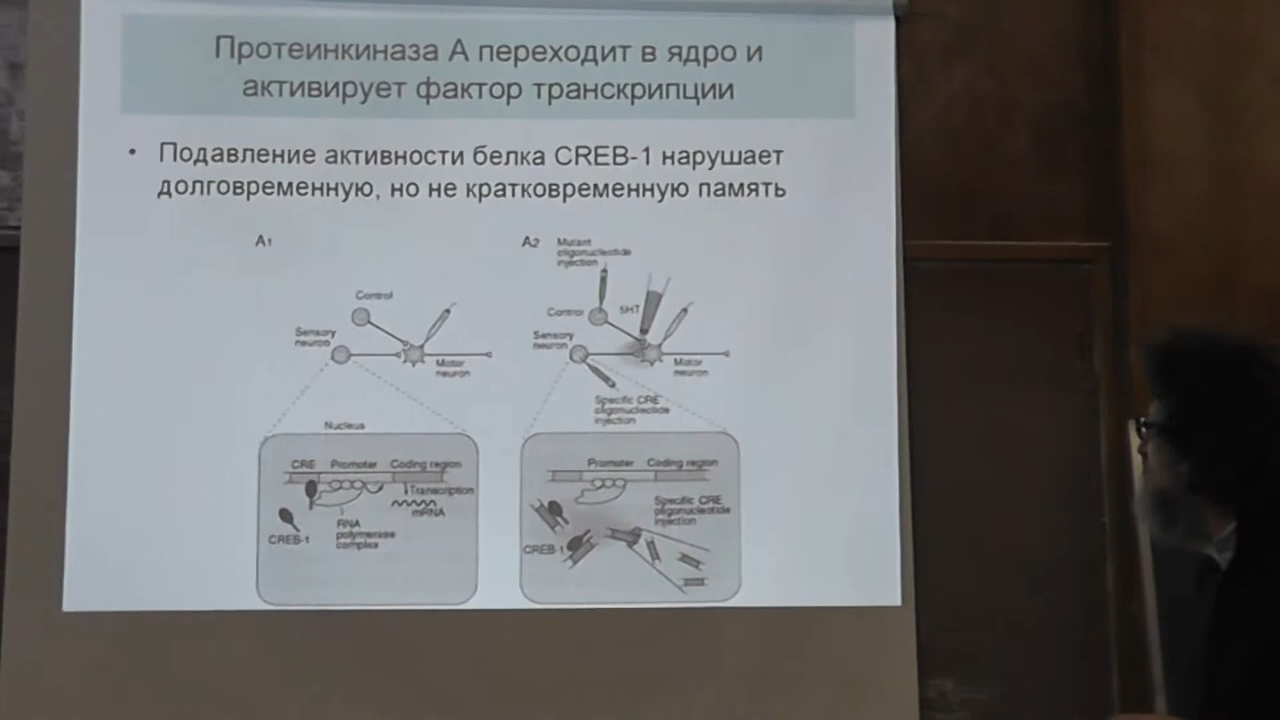 Протеинкиназа А переходит в ядро и
активирует фактор транскрипции
• Подавление активности белка CREB-1 нарушает
долговременную, но не кратковременную память
A1
Control
Sensory
neuron
Motor
neuron
Nucleus
CRE Promoter Coding region
Transcription
mRNA
RNA
polymerase
complex
CREB-1
A2
Mutant
oligonucleotide
injection
Control
5HT
Sensory
neuron
Motor
neuron
Specific CRE
oligonucleotide
injection
Promoter Coding region
Specific CRE
oligonucleotide
injection
CREB-1